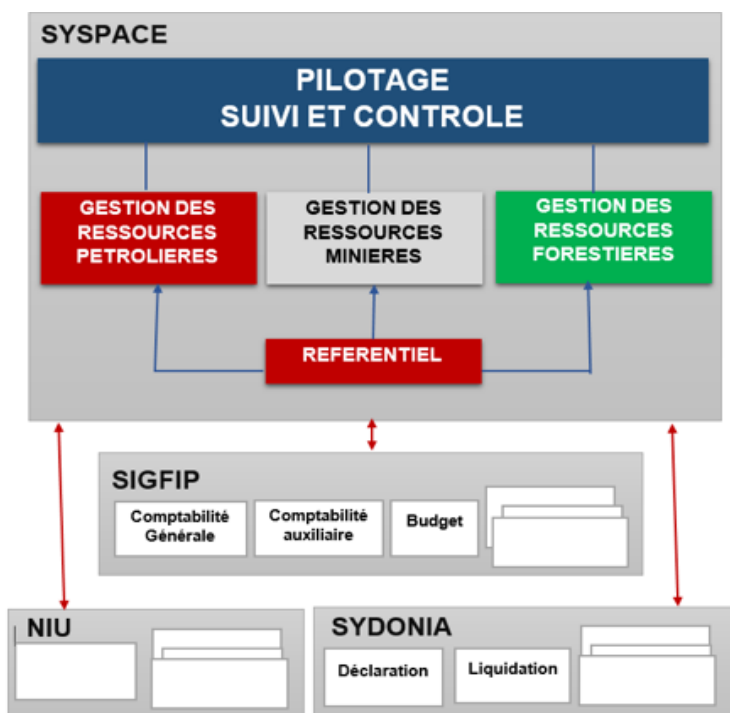 SYSPACE
PILOTAGE
SUIVI ET CONTROLE
GESTION DES
RESSOURCES
PETROLIERES
GESTION DES
RESSOURCES
MINIERES
GESTION DES
RESSOURCES
FORESTIERES
REFERENTIEL
SIGFIP
Comptabilité
Générale
Comptabilité
auxiliaire
Budget
NIU
SYDONIA
Déclaration
Liquidation